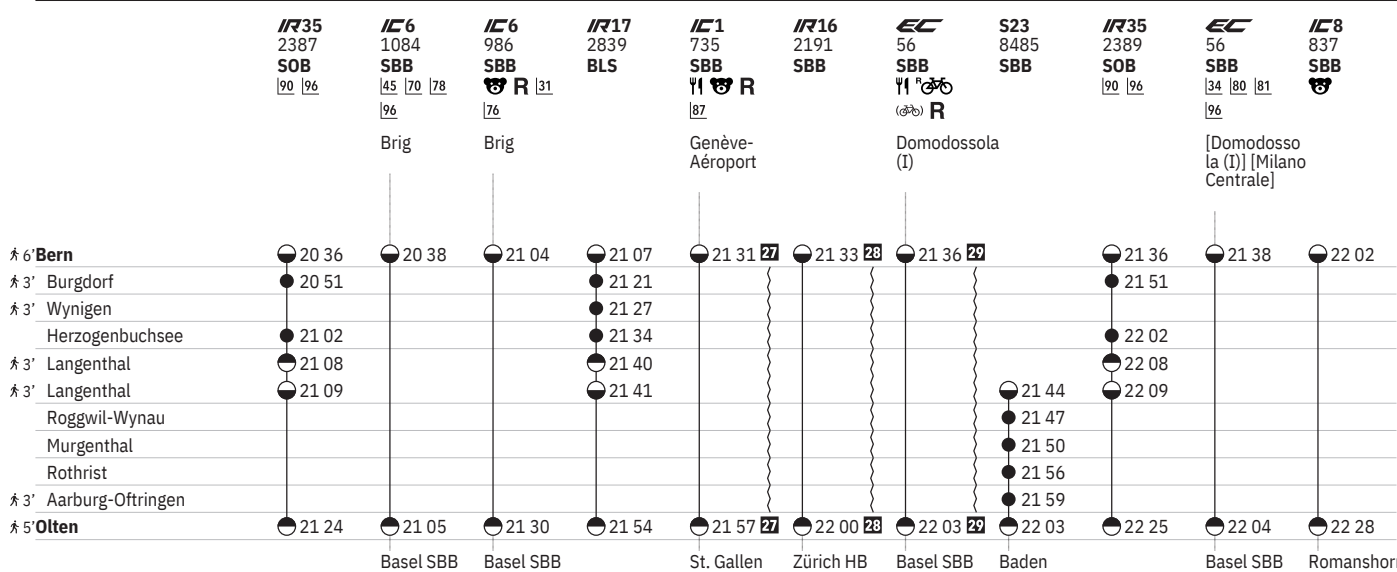 IR35 IC6 IC6 IR17 IC1 IR16 EC S23 IR35 EC IC8
2387 1084 986 2839 735 2191 56 8485 2389 56 837
SOB SBB SBB BLS SBB SBB SBB SBB SOB SBB SBB
90 96 45 70 78 R 31 R R 90 96 34 80 81
96 76 87 R 96
Brig Brig Genève- Domodossola [Domodosso
Aéroport (I) la (I)] [Milano
Centrale]
6' Bern 20 36 20 38 21 04 21 07 21 31 27 21 33 28 21 36 29 21 36 21 38 22 02
3' Burgdorf 20 51 21 21 21 51
3' Wynigen 21 27
Herzogenbuchsee 21 02 21 34 22 02
3' Langenthal 21 08 21 40 22 08
3' Langenthal 21 09 21 41 21 44 22 09
Roggwil-Wynau 21 47
Murgenthal 21 50
Rothrist 21 56
3' Aarburg-Oftringen 21 59
5' Olten 21 24 21 05 21 30 21 54 21 57 27 22 00 28 22 03 29 22 03 22 25 22 04 22 28
Basel SBB Basel SBB St. Gallen Zürich HB Basel SBB Baden Basel SBB Romanshorn